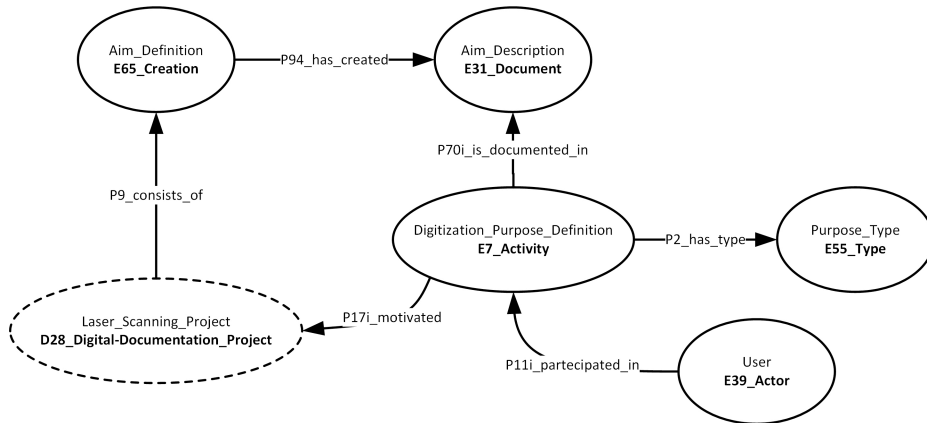 Aim_Definition
E65_Creation
P94_has_created
Aim_Description
E31_Document
P70i_is_documented_in
P9_consists_of
Digitization_Purpose_Definition
E7_Activity
P2_has_type
Purpose_Type
E55_Type
Laser_Scanning_Project
D28_Digital-Documentation_Project
P17i_motivated
P11i_partecipated_in
User
E39_Actor